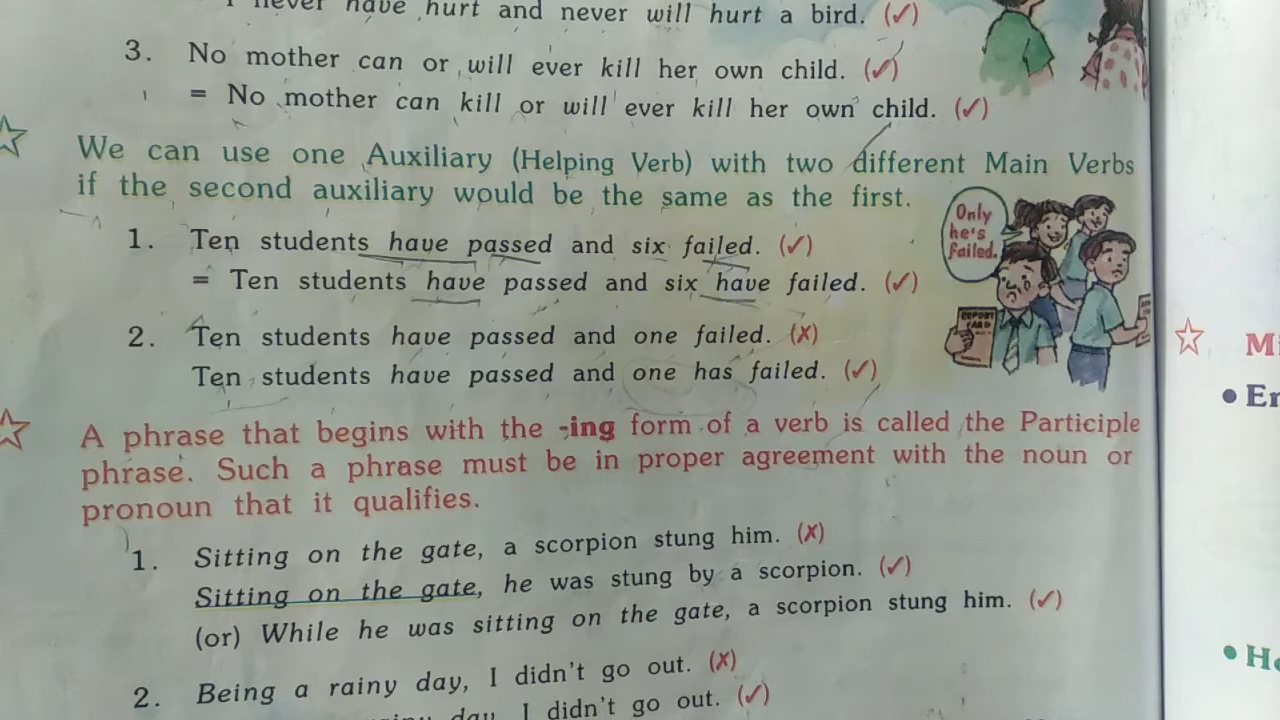 never have hurt and never will hurt a bird. (✓)
3. No mother can or will ever kill her own child. (✓)
= No mother can kill or will ever kill her own child. (✓)
We can use one Auxiliary (Helping Verb) with two different Main Verbs
if the second auxiliary would be the same as the first.
Only
he's
failed.
1. Ten students have passed and six failed. (✓)
= Ten students have passed and six have failed. (✓)
2. Ten students have passed and one failed. (✗)
Ten students have passed and one has failed. (✓)
REPORT
CARD
A phrase that begins with the -ing form of a verb is called the Participle
phrase. Such a phrase must be in proper agreement with the noun or
pronoun that it qualifies.
1. Sitting on the gate, a scorpion stung him. (✗)
Sitting on the gate, he was stung by a scorpion. (✓)
(or) While he was sitting on the gate, a scorpion stung him. (✓)
2. Being a rainy day, I didn't go out. (✗)
day, I didn't go out. (✓)